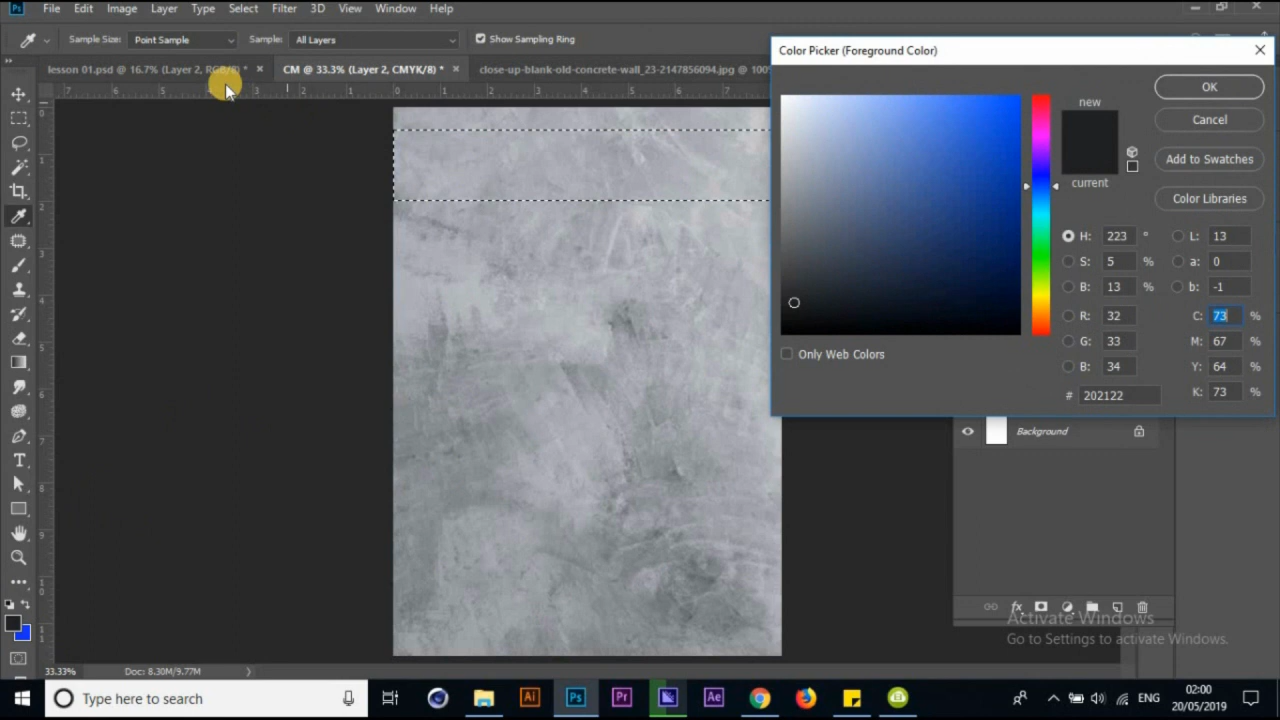 Ps File Edit Image Layer Type Select Filter 3D View Window Help
Sample Size: Point Sample Sample: All Layers Show Sampling Ring
lesson 01.psd @ 16.7% (Layer 2, RGB/8) * × CM @ 33.3% (Layer 2, CMYK/8) * × close-up-blank-old-concrete-wall_23-2147856094.jpg @ 100%
Color Picker (Foreground Color)
new
current
OK
Cancel
Add to Swatches
Color Libraries
H: 223 ° L: 13
S: 5 % a: 0
B: 13 % b: -1
R: 32 C: 73 %
G: 33 M: 67 %
B: 34 Y: 64 %
# 202122 K: 73 %
Only Web Colors
Background
Activate Windows
Go to Settings to activate Windows.
33.33% Doc: 8.30M/9.77M
Type here to search
Ai Ps Pr Ae
ENG
02:00
20/05/2019